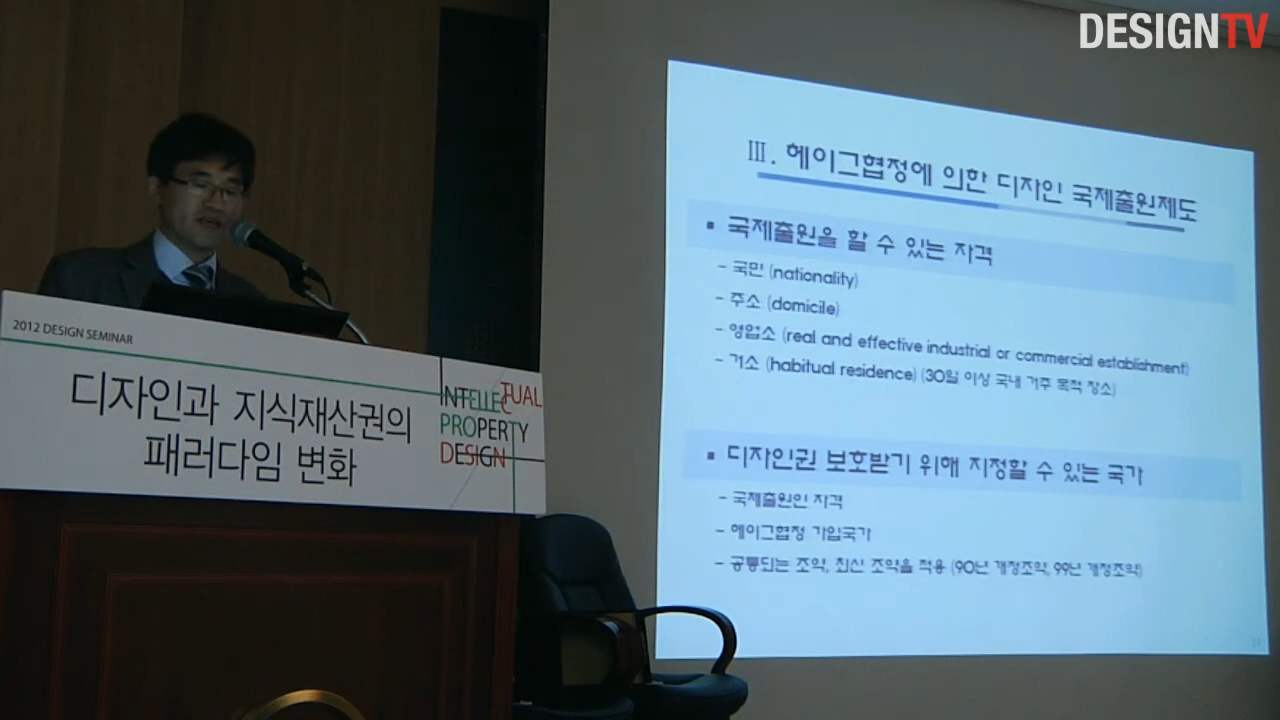 DESIGNTV
2012 DESIGN SEMINAR
디자인과 지식재산권의
패러다임 변화
INTELLECTUAL
PROPERTY
DESIGN
Ⅲ. 헤이그협정에 의한 디자인 국제출원제도
▪ 국제출원을 할 수 있는 자격
- 국민 (nationality)
- 주소 (domicile)
- 영업소 (real and effective industrial or commercial establishment)
- 거소 (habitual residence) (30일 이상 국내 거주 목적 장소)
▪ 디자인권 보호받기 위해 지정할 수 있는 국가
- 국제출원인 자격
- 헤이그협정 가입국가
- 공통되는 조약, 최신 조약을 적용 (90년 개정조약, 99년 개정조약)